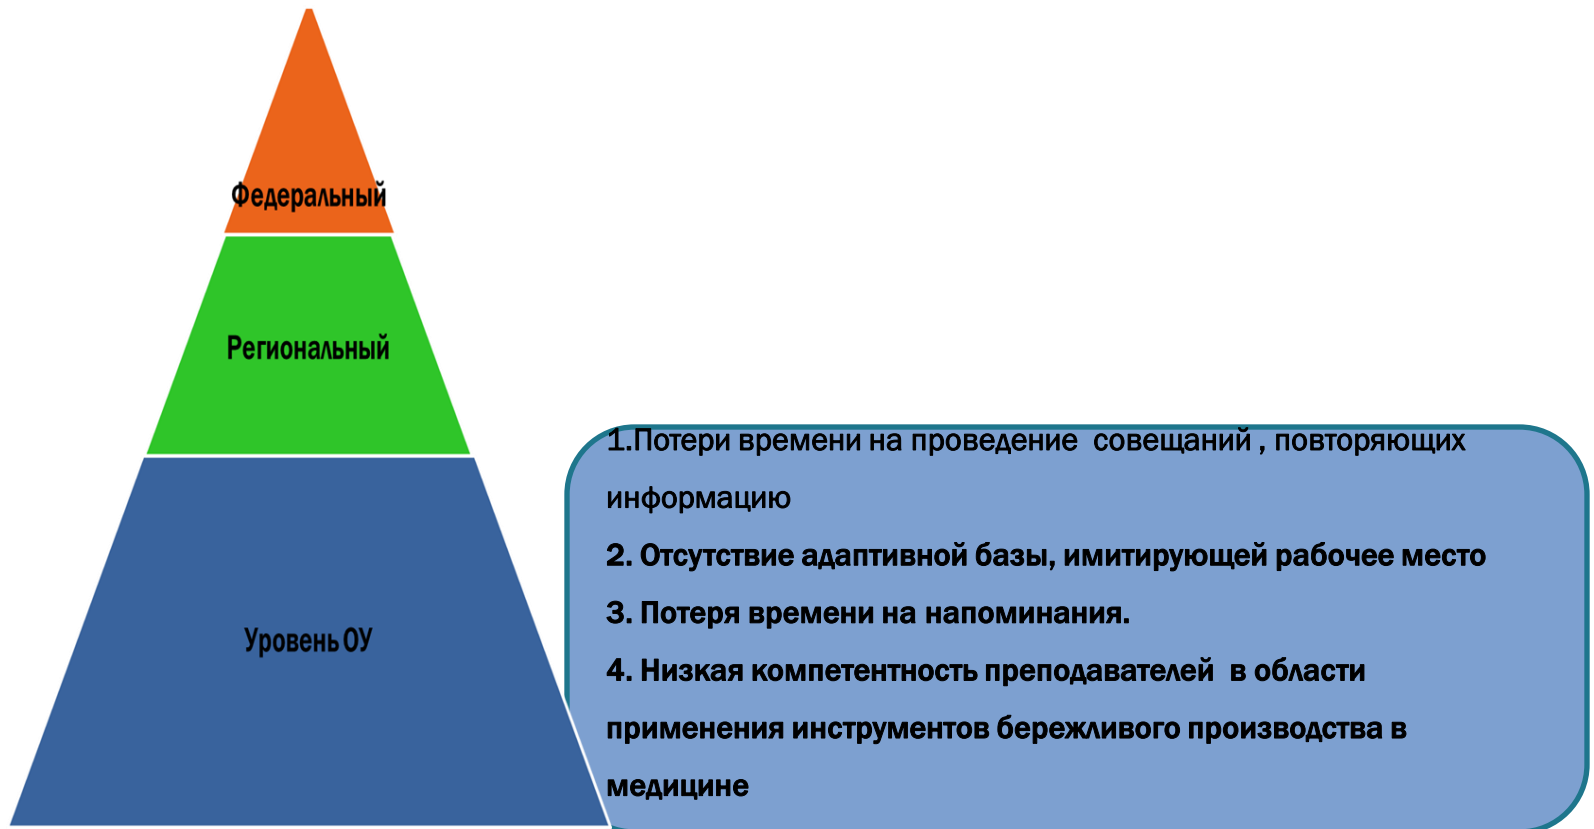 Федеральный
Региональный
Уровень ОУ
1.Потери времени на проведение  совещаний , повторяющих
информацию
2. Отсутствие адаптивной базы, имитирующей рабочее место
3. Потеря времени на напоминания.
4. Низкая компетентность преподавателей  в области
применения инструментов бережливого производства в
медицине